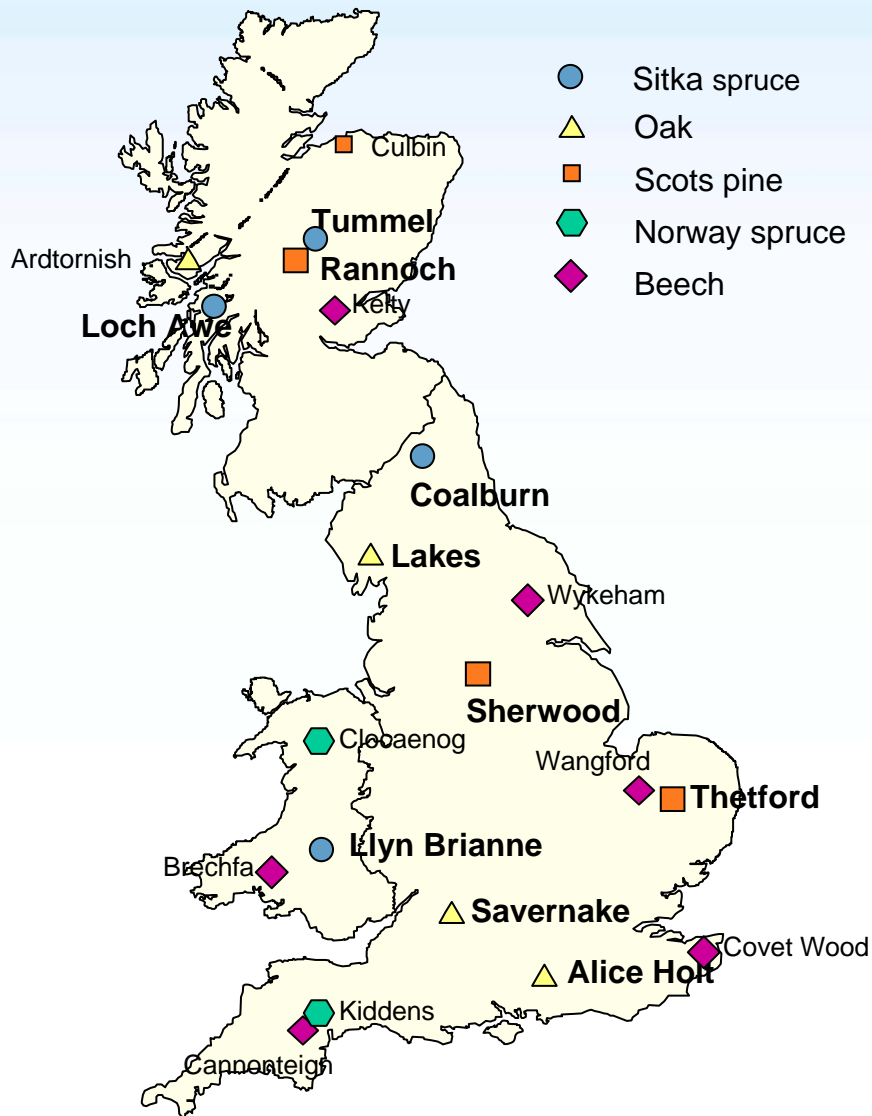 Sitka spruce
Oak
Culbin
Scots pine
Tummel
Norway spruce
Ardtornish
Rannoch
Beech
Kelty
Loch Awe
Coalburn
Lakes
Wykeham
Sherwood
Clocaenog
Wangford
Thetford
Llyn Brianne
Brechfa
Savernake
Covet Wood
Alice Holt
Kiddens
Cannonteign